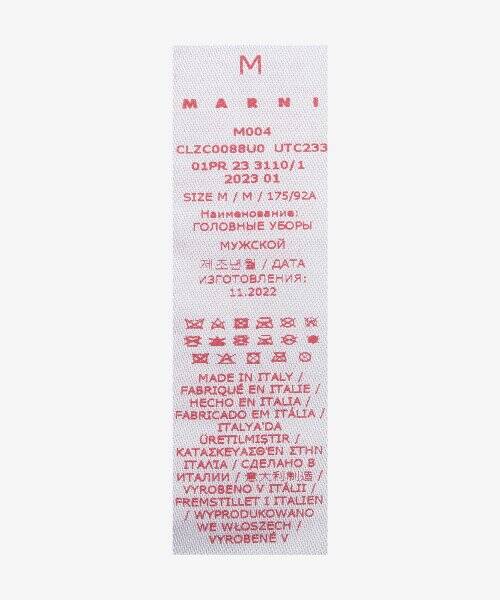 M
MARNI
M004
CLZC0088U0 UTC233
01PR 23 3110/1
2023 01
SIZE M / M / 175/92A
Наименование:
ГОЛОВНЫЕ УБОРЫ
МУЖСКОЙ
제조년월 / ДАТА
ИЗГОТОВЛЕНИЯ:
11.2022
MADE IN ITALY /
FABRIQUÉ EN ITALIE /
HECHO EN ITALIA /
FABRICADO EM ITÁLIA /
ITALYA'DA
ÜRETILMIŞTIR /
ΚΑΤΑΣΚΕΥΑΣΘΕΝ ΣΤΗΝ
ΙΤΑΛΙΑ / СДЕЛАНО В
ИТАЛИИ / 意大利制造 /
VYROBENO V ITÁLII /
FREMSTILLET I ITALIEN
/ WYPRODUKOWANO
WE WŁOSZECH /
VYROBENÉ V